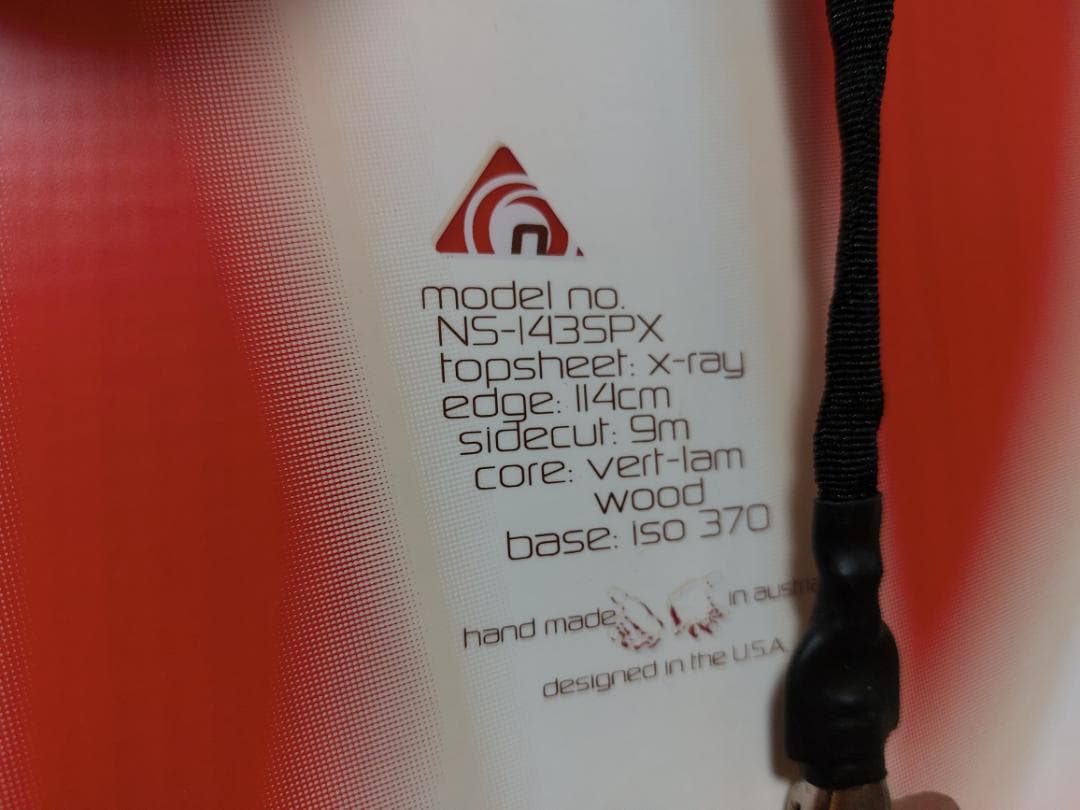 n
model no.
NS-143SPX
topsheet: x-ray
edge: 114cm
sidecut: 9m
core: vert-lam
wood
base: iso 370
hand made in austria
designed in the U.S.A.